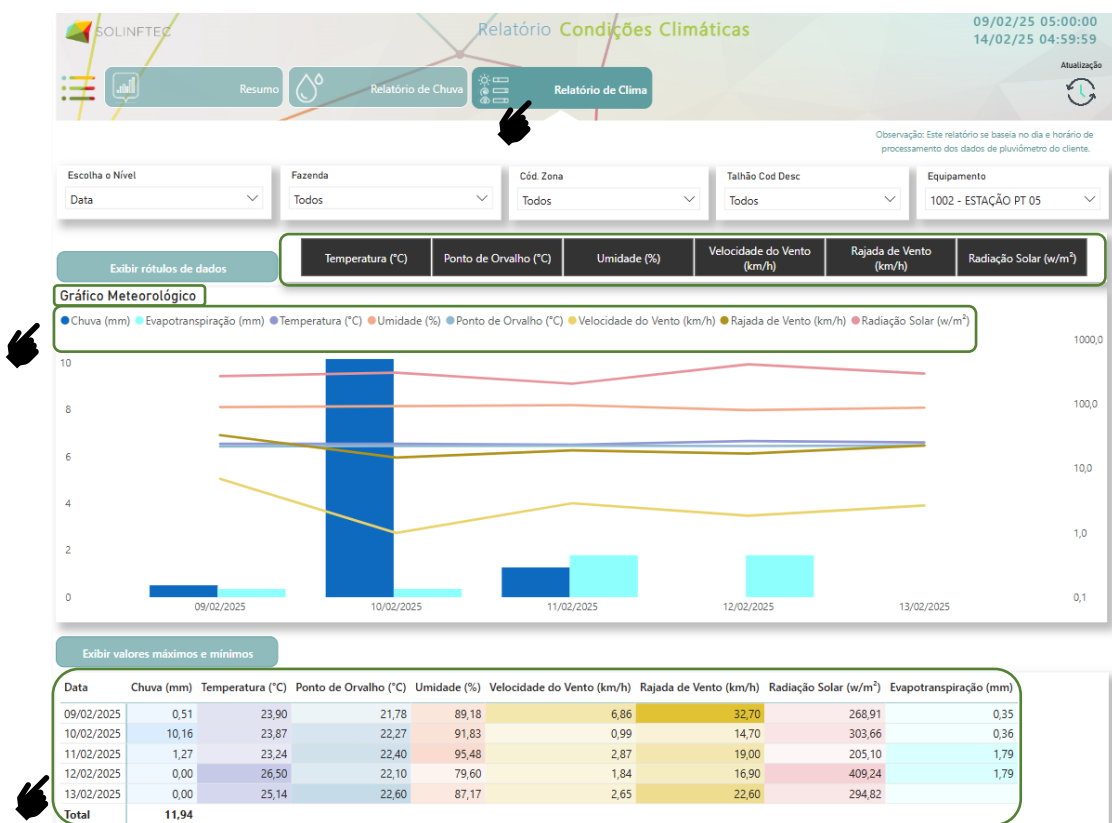 SOLINFTEC
Relatório Condições Climáticas
09/02/25 05:00:00
14/02/25 04:59:59
Atualização
Resumo
Relatório de Chuva
Relatório de Clima
Observação: Este relatório se baseia no dia e horário de
processamento dos dados de pluviômetro do cliente.
Escolha o Nível
Data
Fazenda
Todos
Cód. Zona
Todos
Talhão Cod Desc
Todos
Equipamento
1002 - ESTAÇÃO PT 05
Exibir rótulos de dados
Temperatura (°C)
Ponto de Orvalho (°C)
Umidade (%)
Velocidade do Vento
(km/h)
Rajada de Vento
(km/h)
Radiação Solar (w/m²)
Gráfico Meteorológico
Chuva (mm) Evapotranspiração (mm) Temperatura (°C) Umidade (%) Ponto de Orvalho (°C) Velocidade do Vento (km/h) Rajada de Vento (km/h) Radiação Solar (w/m²)
10
8
6
4
2
0
1000,0
100,0
10,0
1,0
0,1
09/02/2025 10/02/2025 11/02/2025 12/02/2025 13/02/2025
Exibir valores máximos e mínimos
Data Chuva (mm) Temperatura (°C) Ponto de Orvalho (°C) Umidade (%) Velocidade do Vento (km/h) Rajada de Vento (km/h) Radiação Solar (w/m²) Evapotranspiração (mm)
09/02/2025 0,51 23,90 21,78 89,18 6,86 32,70 268,91 0,35
10/02/2025 10,16 23,87 22,27 91,83 0,99 14,70 303,66 0,36
11/02/2025 1,27 23,24 22,40 95,48 2,87 19,00 205,10 1,79
12/02/2025 0,00 26,50 22,10 79,60 1,84 16,90 409,24 1,79
13/02/2025 0,00 25,14 22,60 87,17 2,65 22,60 294,82
Total 11,94